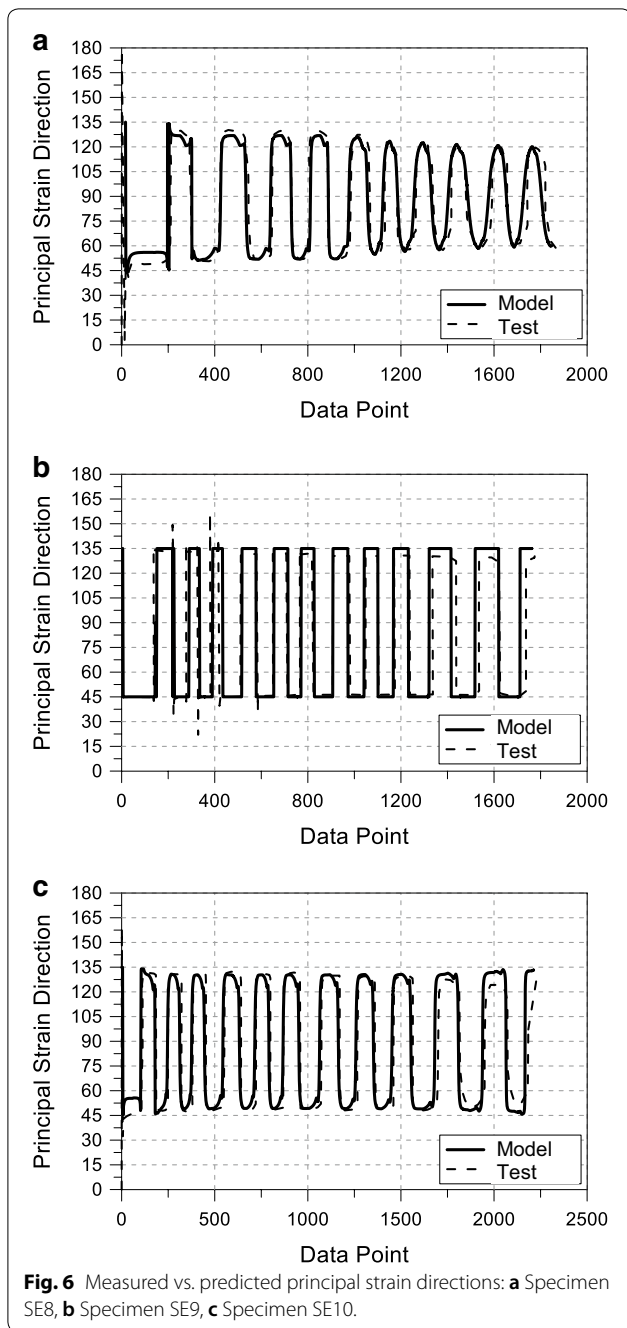 a
180
165
150
135
120
105
90
75
60
45
30
15
0
Principal Strain Direction
Model
Test
0 400 800 1200 1600 2000
Data Point
b
180
165
150
135
120
105
90
75
60
45
30
15
0
Principal Strain Direction
Model
Test
0 400 800 1200 1600 2000
Data Point
c
180
165
150
135
120
105
90
75
60
45
30
15
0
Principal Strain Direction
Model
Test
0 500 1000 1500 2000 2500
Data Point
Fig. 6 Measured vs. predicted principal strain directions: a Specimen
SE8, b Specimen SE9, c Specimen SE10.